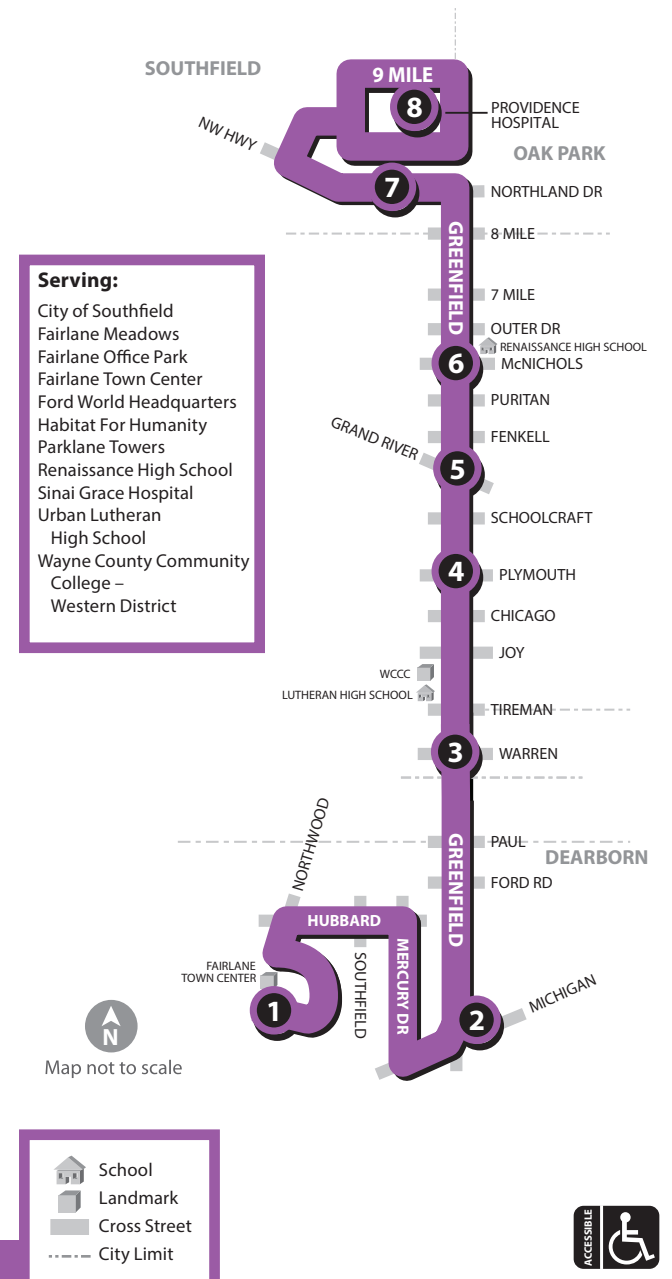 SOUTHFIELD
9 MILE
8
PROVIDENCE
HOSPITAL
NW HWY
OAK PARK
7
NORTHLAND DR
GREENFIELD
8 MILE
7 MILE
OUTER DR
RENAISSANCE HIGH SCHOOL
6
McNICHOLS
PURITAN
GRAND RIVER
FENKELL
5
SCHOOLCRAFT
4
PLYMOUTH
CHICAGO
JOY
WCCC
LUTHERAN HIGH SCHOOL
TIREMAN
3
WARREN
Serving:
City of Southfield
Fairlane Meadows
Fairlane Office Park
Fairlane Town Center
Ford World Headquarters
Habitat For Humanity
Parklane Towers
Renaissance High School
Sinai Grace Hospital
Urban Lutheran
High School
Wayne County Community
College –
Western District
NORTHWOOD
GREENFIELD
PAUL
DEARBORN
FORD RD
HUBBARD
FAIRLANE
TOWN CENTER
SOUTHFIELD
MERCURY DR
1
2
MICHIGAN
N
Map not to scale
School
Landmark
Cross Street
City Limit
ACCESSIBLE